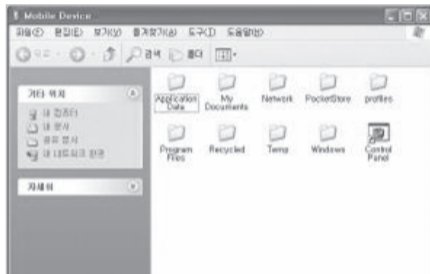 Mobile Device
파일(F) 편집(E) 보기(V) 즐겨찾기(A) 도구(T) 도움말(H)
뒤로 검색 폴더
기타 위치
내 컴퓨터
내 문서
공유 문서
내 네트워크 환경
자세히
Application Data
My Documents
Network
PocketStore
profiles
Program Files
Recycled
Temp
Windows
Control Panel